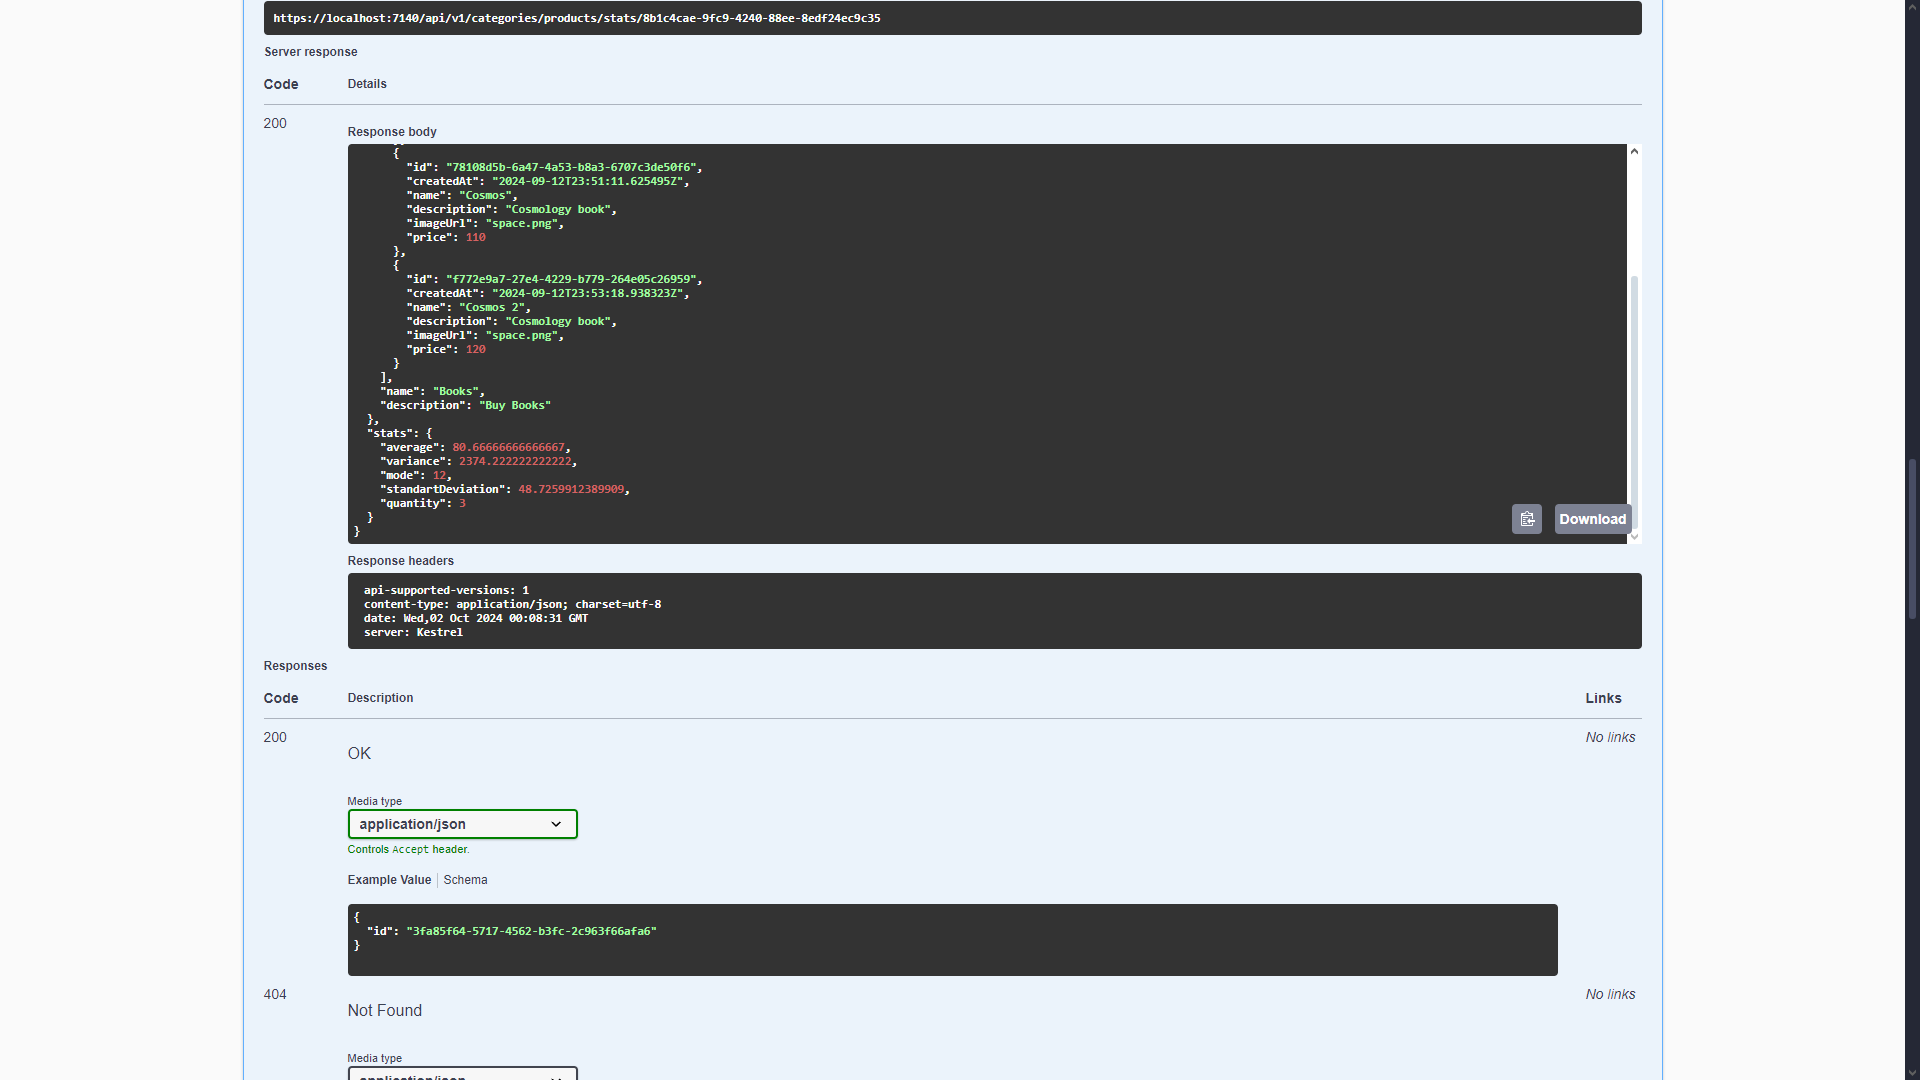 https://localhost:7140/api/v1/categories/products/stats/8b1c4cae-9fc9-4240-88ee-8edf24ec9c35
Server response
Code Details
200
Response body
{
"id": "78108d5b-6a47-4a53-b8a3-6707c3de50f6",
"createdAt": "2024-09-12T23:51:11.625495Z",
"name": "Cosmos",
"description": "Cosmology book",
"imageUrl": "space.png",
"price": 110
},
{
"id": "f772e9a7-27e4-4229-b779-264e05c26959",
"createdAt": "2024-09-12T23:53:18.938323Z",
"name": "Cosmos 2",
"description": "Cosmology book",
"imageUrl": "space.png",
"price": 120
}
],
"name": "Books",
"description": "Buy Books"
},
"stats": {
"average": 80.66666666666667,
"variance": 2374.222222222222,
"mode": 12,
"standartDeviation": 48.7259912389909,
"quantity": 3
}
}
Download
Response headers
api-supported-versions: 1
content-type: application/json; charset=utf-8
date: Wed,02 Oct 2024 00:08:31 GMT
server: Kestrel
Responses
Code Description Links
200 No links
OK
Media type
application/json
Controls Accept header.
Example Value Schema
{
"id": "3fa85f64-5717-4562-b3fc-2c963f66afa6"
}
404 No links
Not Found
Media type
application/json